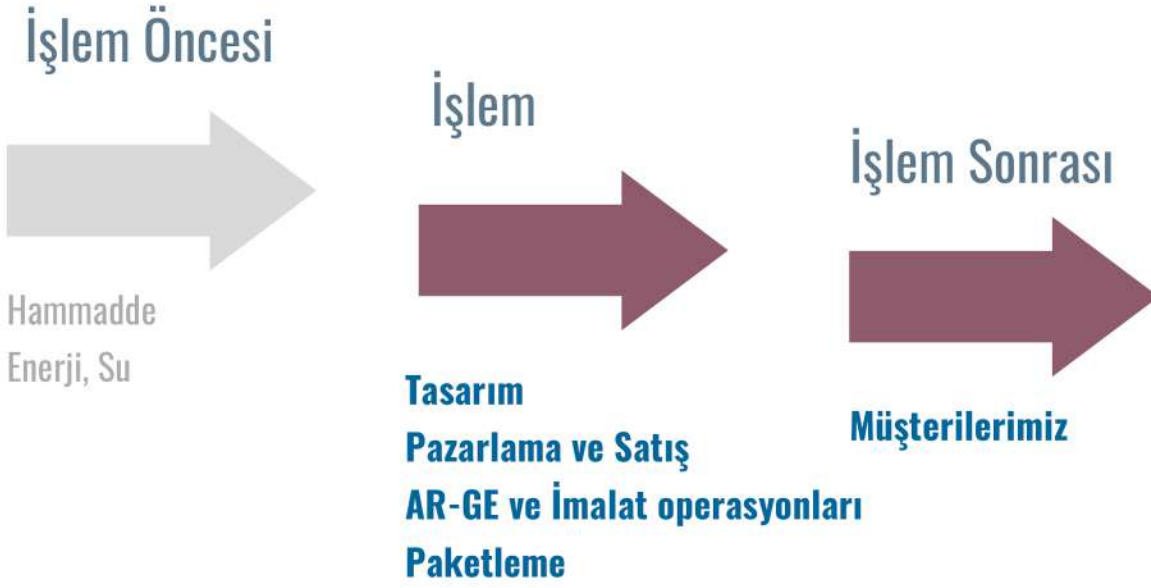 İşlem Öncesi
Hammadde
Enerji, Su
İşlem
Tasarım
Pazarlama ve Satış
AR-GE ve İmalat operasyonları
Paketleme
İşlem Sonrası
Müşterilerimiz